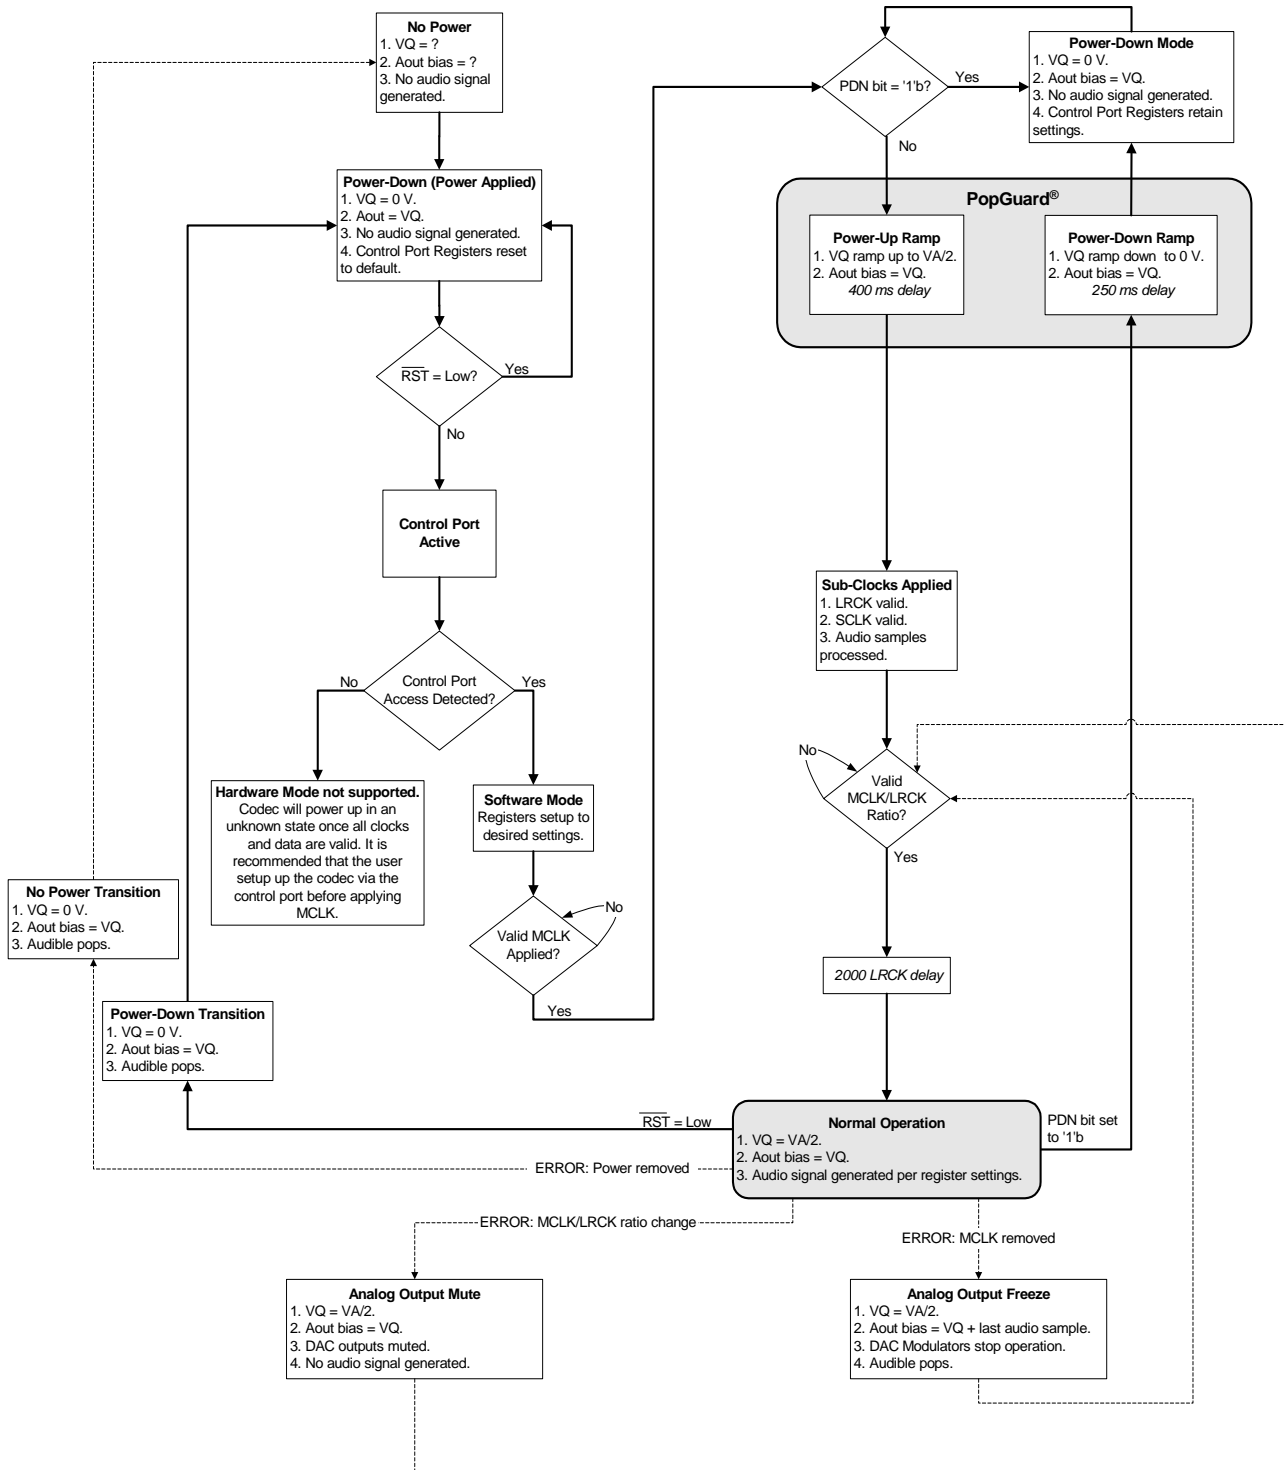 No Power
1. VQ = ?
2. Aout bias = ?
3. No audio signal
generated.
Power-Down (Power Applied)
1. VQ = 0 V.
2. Aout = VQ.
3. No audio signal generated.
4. Control Port Registers reset
to default.
RST = Low?
Yes
No
Control Port
Active
Control Port
Access Detected?
No
Yes
Hardware Mode not supported.
Codec will power up in an
unknown state once all clocks
and data are valid. It is
recommended that the user
setup up the codec via the
control port before applying
MCLK.
Software Mode
Registers setup to
desired settings.
Valid MCLK
Applied?
No
Yes
No Power Transition
1. VQ = 0 V.
2. Aout bias = VQ.
3. Audible pops.
Power-Down Transition
1. VQ = 0 V.
2. Aout bias = VQ.
3. Audible pops.
PDN bit = '1'b?
Yes
No
Power-Down Mode
1. VQ = 0 V.
2. Aout bias = VQ.
3. No audio signal generated.
4. Control Port Registers retain
settings.
PopGuard®
Power-Up Ramp
1. VQ ramp up to VA/2.
2. Aout bias = VQ.
400 ms delay
Power-Down Ramp
1. VQ ramp down to 0 V.
2. Aout bias = VQ.
250 ms delay
Sub-Clocks Applied
1. LRCK valid.
2. SCLK valid.
3. Audio samples
processed.
No
Valid
MCLK/LRCK
Ratio?
Yes
2000 LRCK delay
RST = Low
Normal Operation
1. VQ = VA/2.
2. Aout bias = VQ.
3. Audio signal generated per register settings.
PDN bit set
to '1'b
ERROR: Power removed
ERROR: MCLK/LRCK ratio change
ERROR: MCLK removed
Analog Output Mute
1. VQ = VA/2.
2. Aout bias = VQ.
3. DAC outputs muted.
4. No audio signal generated.
Analog Output Freeze
1. VQ = VA/2.
2. Aout bias = VQ + last audio sample.
3. DAC Modulators stop operation.
4. Audible pops.